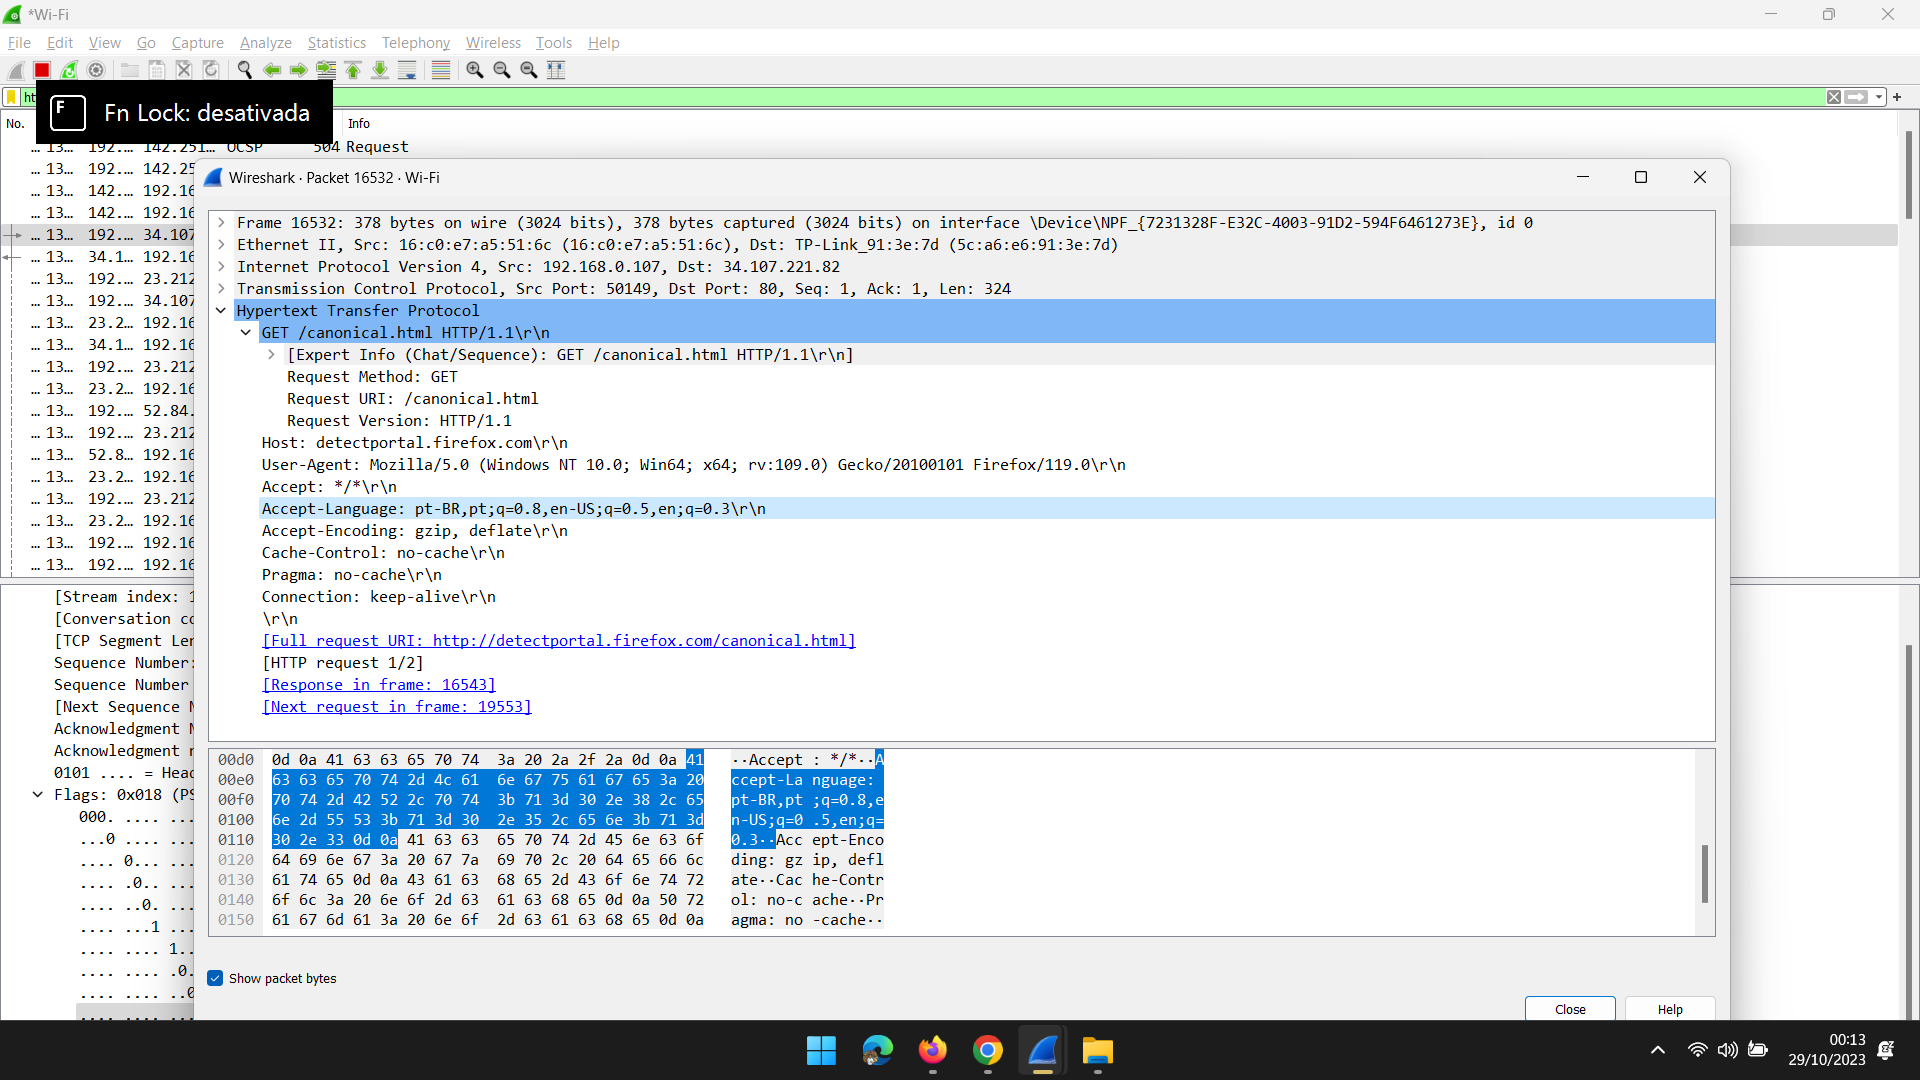 *Wi-Fi
File Edit View Go Capture Analyze Statistics Telephony Wireless Tools Help
ht
Fn Lock: desativada
No. Info
... 13... 192.... 142.251... OCSP 504 Request
... 13... 192.... 142.25
... 13... 142.... 192.16
... 13... 142.... 192.16
... 13... 192.... 34.107
... 13... 34.1... 192.16
... 13... 192.... 23.212
... 13... 192.... 34.107
... 13... 23.2... 192.16
... 13... 34.1... 192.16
... 13... 192.... 23.212
... 13... 23.2... 192.16
... 13... 192.... 52.84.
... 13... 192.... 23.212
... 13... 52.8... 192.16
... 13... 23.2... 192.16
... 13... 192.... 23.212
... 13... 23.2... 192.16
... 13... 192.... 192.16
... 13... 192.... 192.16
[Stream index: 1
[Conversation co
[TCP Segment Len
Sequence Number:
Sequence Number
[Next Sequence N
Acknowledgment N
Acknowledgment n
0101 .... = Head
Flags: 0x018 (PS
000. .... ....
...0 .... ....
.... 0... ....
.... .0.. ....
.... ..0. ....
.... ...1 ....
.... .... 1...
.... .... .0..
.... .... ..0
.... .... ....
Wireshark · Packet 16532 · Wi-Fi
Frame 16532: 378 bytes on wire (3024 bits), 378 bytes captured (3024 bits) on interface \Device\NPF_{7231328F-E32C-4003-91D2-594F6461273E}, id 0
Ethernet II, Src: 16:c0:e7:a5:51:6c (16:c0:e7:a5:51:6c), Dst: TP-Link_91:3e:7d (5c:a6:e6:91:3e:7d)
Internet Protocol Version 4, Src: 192.168.0.107, Dst: 34.107.221.82
Transmission Control Protocol, Src Port: 50149, Dst Port: 80, Seq: 1, Ack: 1, Len: 324
Hypertext Transfer Protocol
GET /canonical.html HTTP/1.1\r\n
[Expert Info (Chat/Sequence): GET /canonical.html HTTP/1.1\r\n]
Request Method: GET
Request URI: /canonical.html
Request Version: HTTP/1.1
Host: detectportal.firefox.com\r\n
User-Agent: Mozilla/5.0 (Windows NT 10.0; Win64; x64; rv:109.0) Gecko/20100101 Firefox/119.0\r\n
Accept: */*\r\n
Accept-Language: pt-BR,pt;q=0.8,en-US;q=0.5,en;q=0.3\r\n
Accept-Encoding: gzip, deflate\r\n
Cache-Control: no-cache\r\n
Pragma: no-cache\r\n
Connection: keep-alive\r\n
\r\n
[Full request URI: http://detectportal.firefox.com/canonical.html]
[HTTP request 1/2]
[Response in frame: 16543]
[Next request in frame: 19553]
00d0 0d 0a 41 63 63 65 70 74 3a 20 2a 2f 2a 0d 0a 41 ··Accept : */*··A
00e0 63 63 65 70 74 2d 4c 61 6e 67 75 61 67 65 3a 20 ccept-La nguage:
00f0 70 74 2d 42 52 2c 70 74 3b 71 3d 30 2e 38 2c 65 pt-BR,pt ;q=0.8,e
0100 6e 2d 55 53 3b 71 3d 30 2e 35 2c 65 6e 3b 71 3d n-US;q=0 .5,en;q=
0110 30 2e 33 0d 0a 41 63 63 65 70 74 2d 45 6e 63 6f 0.3··Acc ept-Enco
0120 64 69 6e 67 3a 20 67 7a 69 70 2c 20 64 65 66 6c ding: gz ip, defl
0130 61 74 65 0d 0a 43 61 63 68 65 2d 43 6f 6e 74 72 ate··Cac he-Contr
0140 6f 6c 3a 20 6e 6f 2d 63 61 63 68 65 0d 0a 50 72 ol: no-c ache··Pr
0150 61 67 6d 61 3a 20 6e 6f 2d 63 61 63 68 65 0d 0a agma: no -cache··
Show packet bytes
Close Help
00:13
29/10/2023